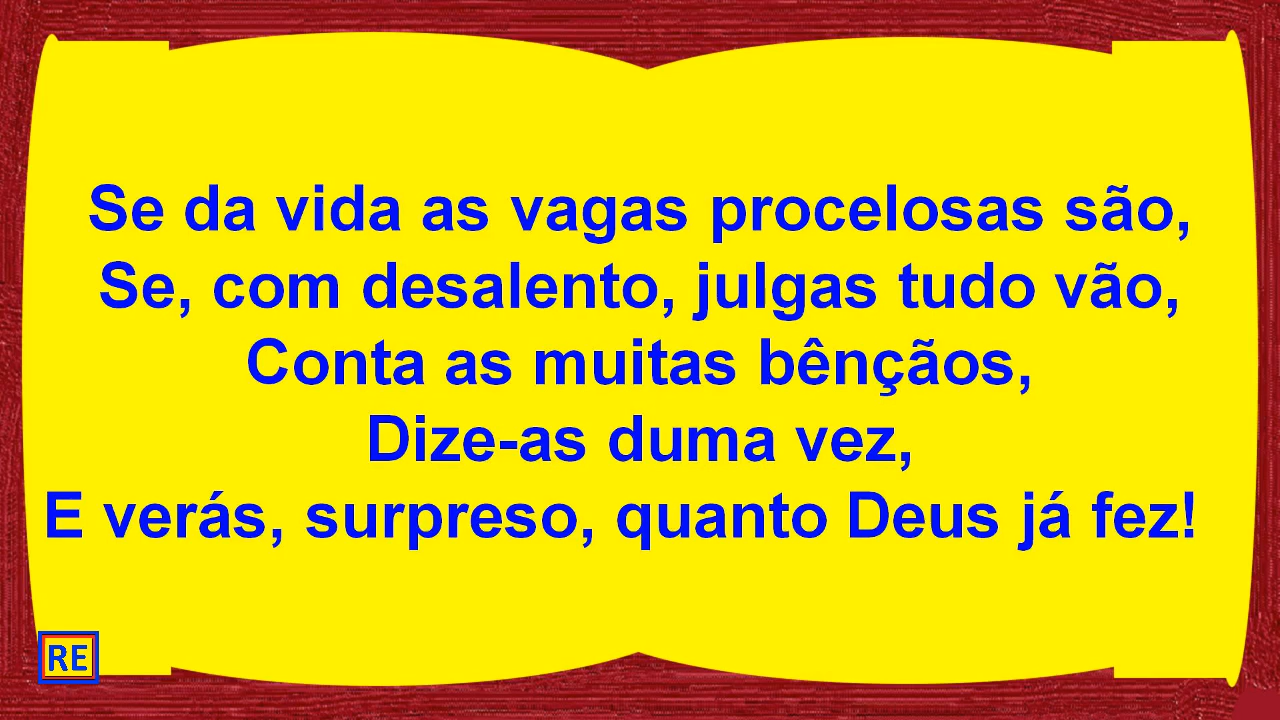 Se da vida as vagas procelosas são,
Se, com desalento, julgas tudo vão,
Conta as muitas bênçãos,
Dize-as duma vez,
E verás, surpreso, quanto Deus já fez!
RE